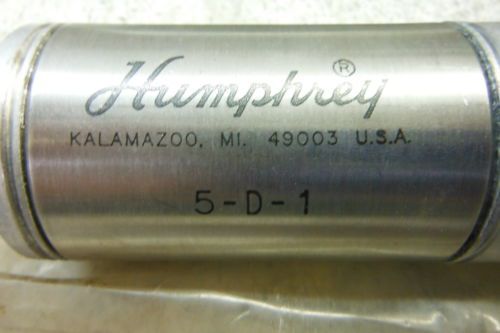 Humphrey®
KALAMAZOO, MI. 49003 U.S.A.
5-D-1